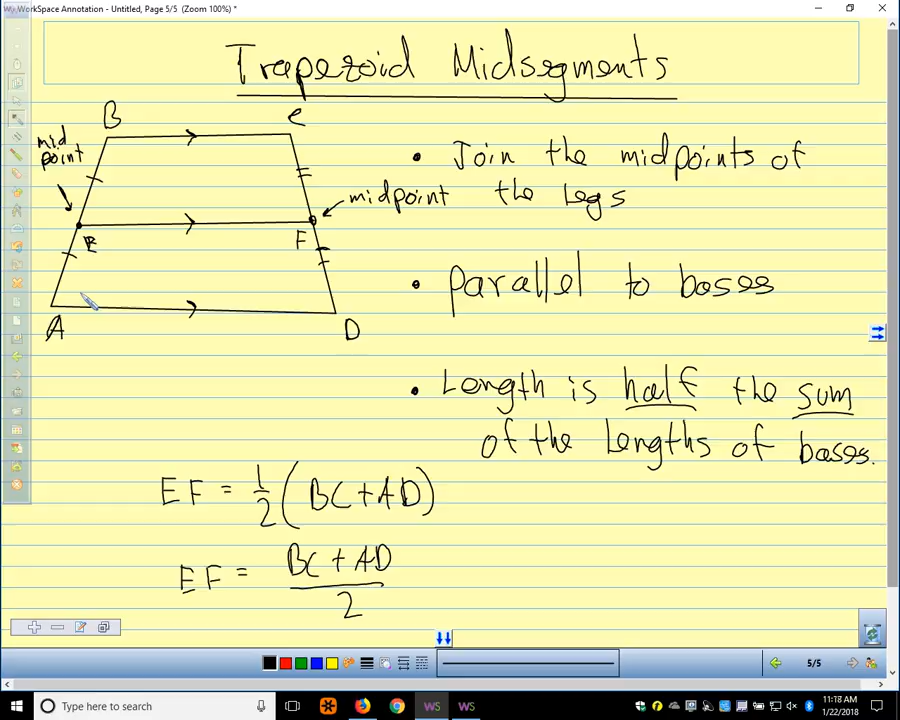 WorkSpace Annotation - Untitled, Page 5/5 (Zoom 100%) *
Trapezoid Midsegments
B
C
mid
point
• Join the midpoints of
the legs
midpoint
E
F
• parallel to bases
A
D
• Length is half the sum
of the lengths of bases.
EF = 1/2 (BC + AD)
EF = BC + AD / 2
5/5
Type here to search
WS
WS
11:18 AM
1/22/2018